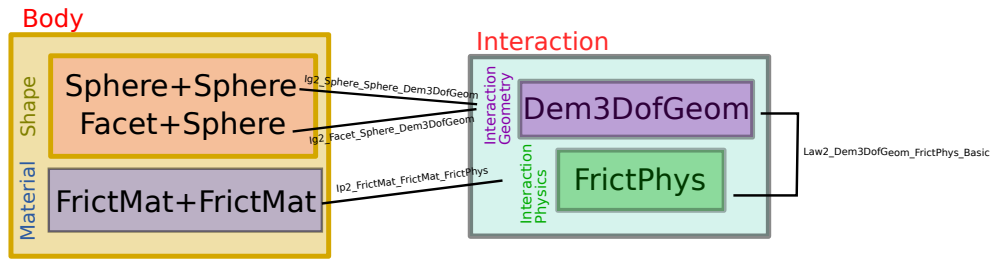 Body
Interaction
Shape
Sphere+Sphere
Facet+Sphere
Ig2_Sphere_Sphere_Dem3DofGeom
Ig2_Facet_Sphere_Dem3DofGeom
Interaction
Geometry
Dem3DofGeom
Law2_Dem3DofGeom_FrictPhys_Basic
Material
FrictMat+FrictMat
Ip2_FrictMat_FrictMat_FrictPhys
Interaction
Physics
FrictPhys